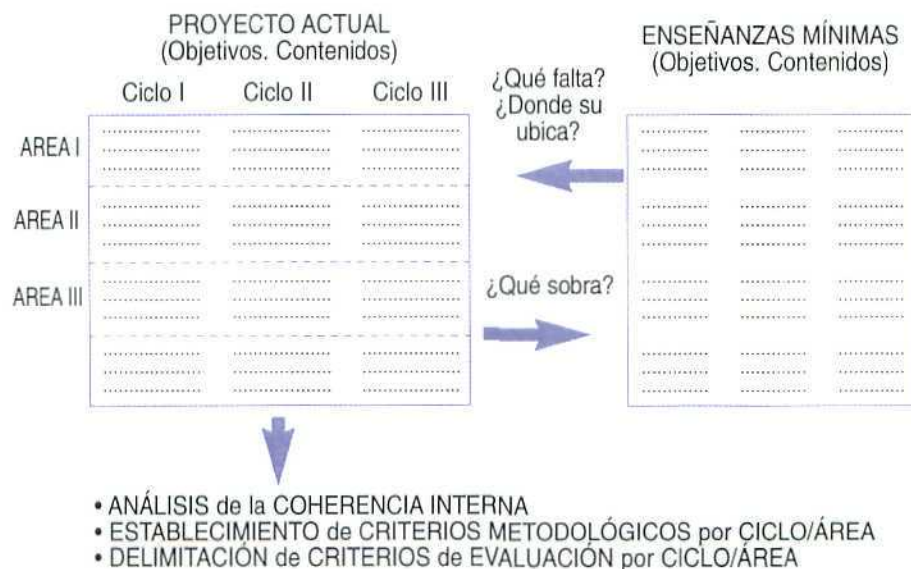 PROYECTO ACTUAL
(Objetivos. Contenidos)
Ciclo I Ciclo II Ciclo III
AREA I
AREA II
AREA III
¿Qué falta?
¿Donde su
ubica?
¿Qué sobra?
ENSEÑANZAS MÍNIMAS
(Objetivos. Contenidos)
• ANÁLISIS de la COHERENCIA INTERNA
• ESTABLECIMIENTO de CRITERIOS METODOLÓGICOS por CICLO/ÁREA
• DELIMITACIÓN de CRITERIOS de EVALUACIÓN por CICLO/ÁREA